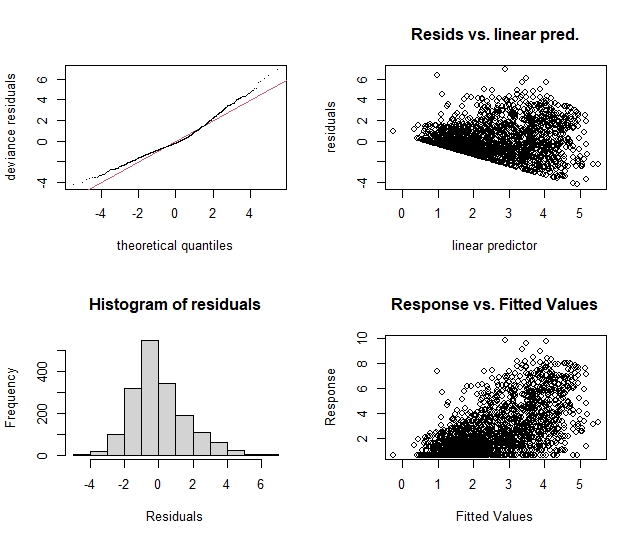 deviance residuals
-4 0 2 4 6
-4 -2 0 2 4
theoretical quantiles
Resids vs. linear pred.
residuals
-4 0 2 4 6
0 1 2 3 4 5
linear predictor
Histogram of residuals
Frequency
0 200 400
-4 -2 0 2 4 6
Residuals
Response vs. Fitted Values
Response
2 4 6 8 10
0 1 2 3 4 5
Fitted Values